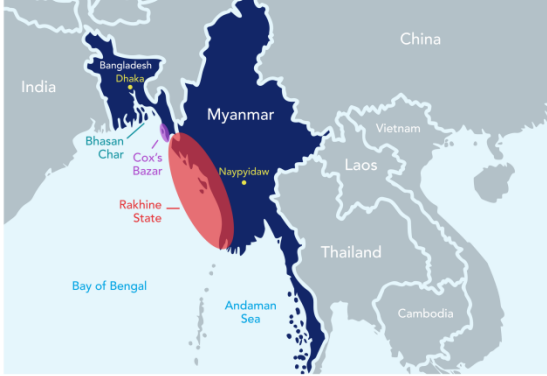 China
Bangladesh
Dhaka
India
Myanmar
Vietnam
Bhasan
Char
Cox's
Bazar
Laos
Naypyidaw
Rakhine
State
Thailand
Bay of Bengal
Andaman
Sea
Cambodia